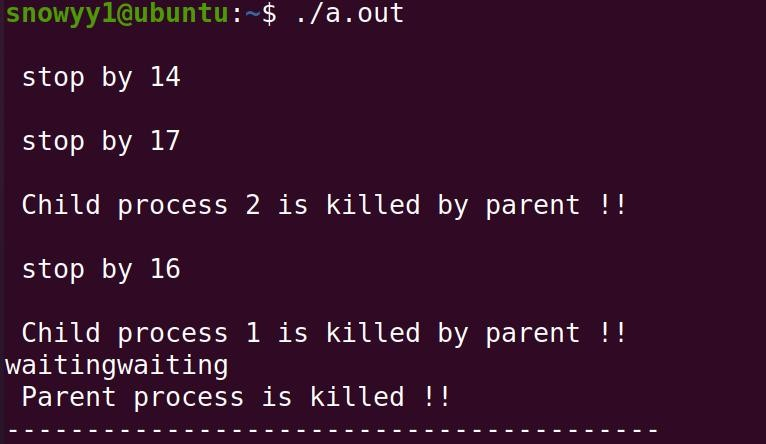 snowyy1@ubuntu:~$ ./a.out
stop by 14
stop by 17
Child process 2 is killed by parent !!
stop by 16
Child process 1 is killed by parent !!
waitingwaiting
Parent process is killed !!
-----------------------------------------